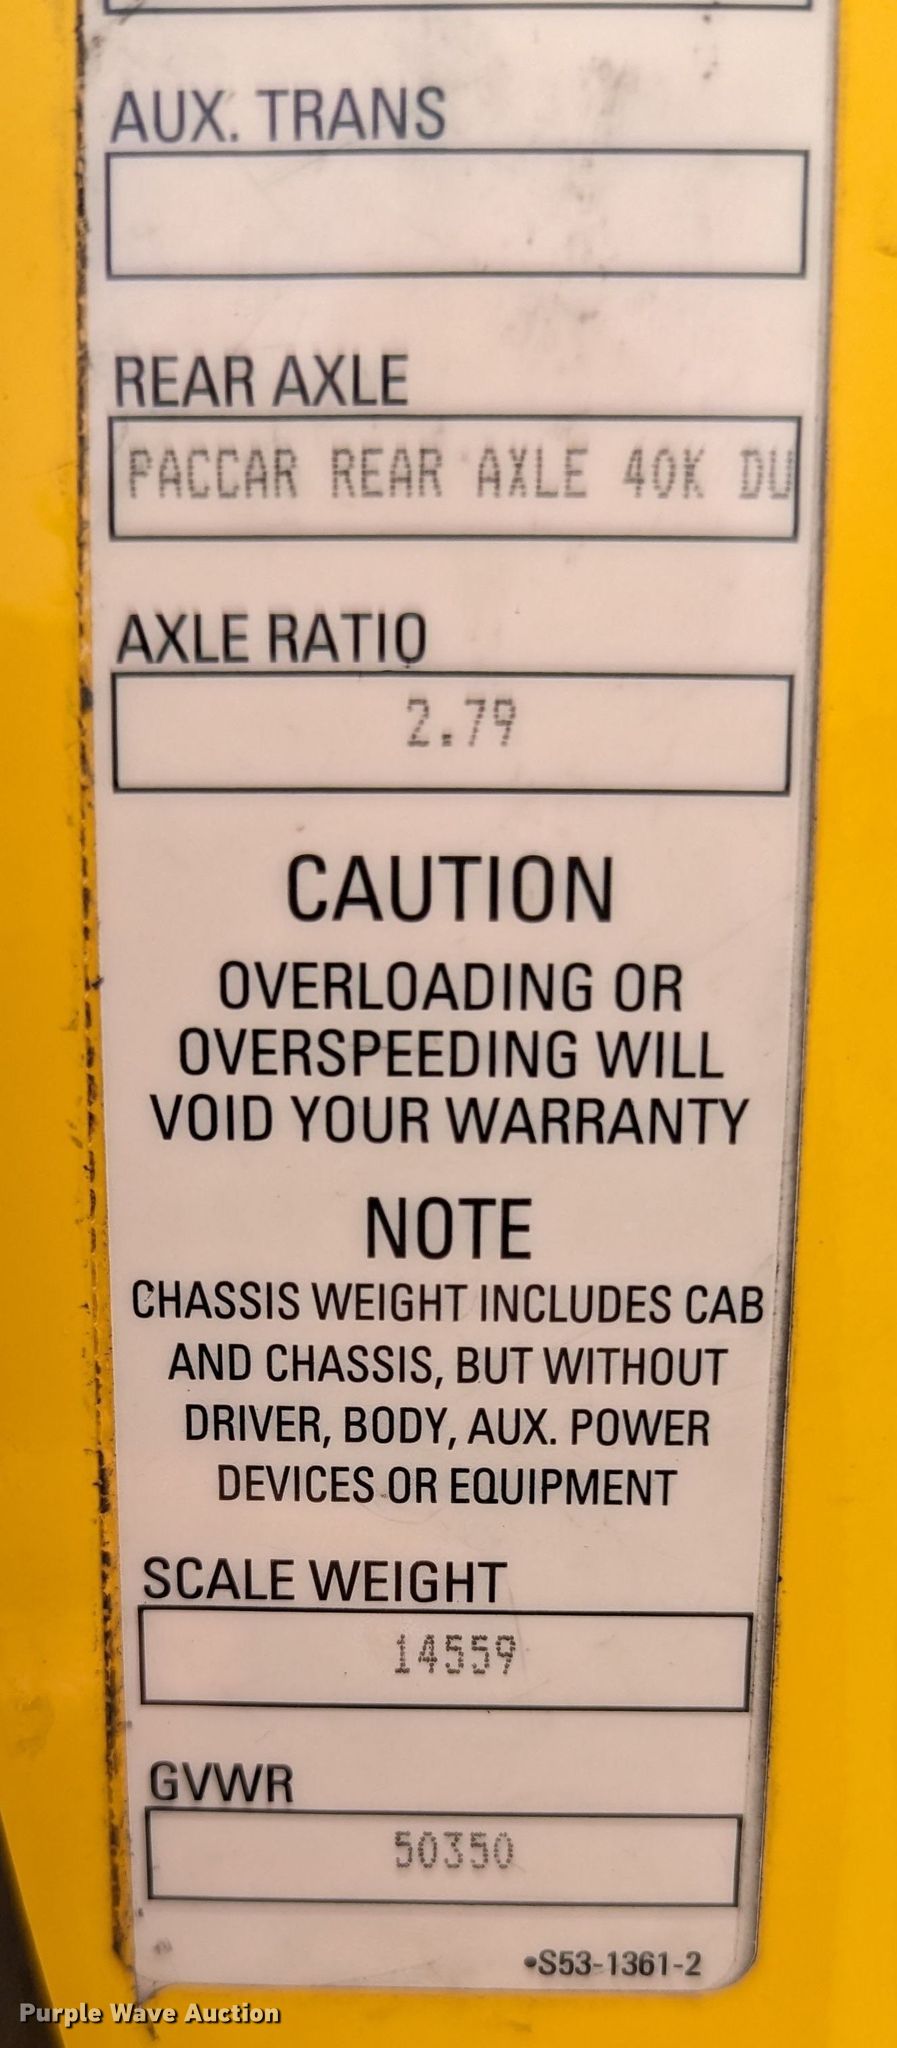 AUX. TRANS
REAR AXLE
PACCAR REAR AXLE 40K DU
AXLE RATIO
2.79
CAUTION
OVERLOADING OR
OVERSPEEDING WILL
VOID YOUR WARRANTY
NOTE
CHASSIS WEIGHT INCLUDES CAB
AND CHASSIS, BUT WITHOUT
DRIVER, BODY, AUX. POWER
DEVICES OR EQUIPMENT
SCALE WEIGHT
14559
GVWR
50350
•S53-1361-2
Purple Wave Auction